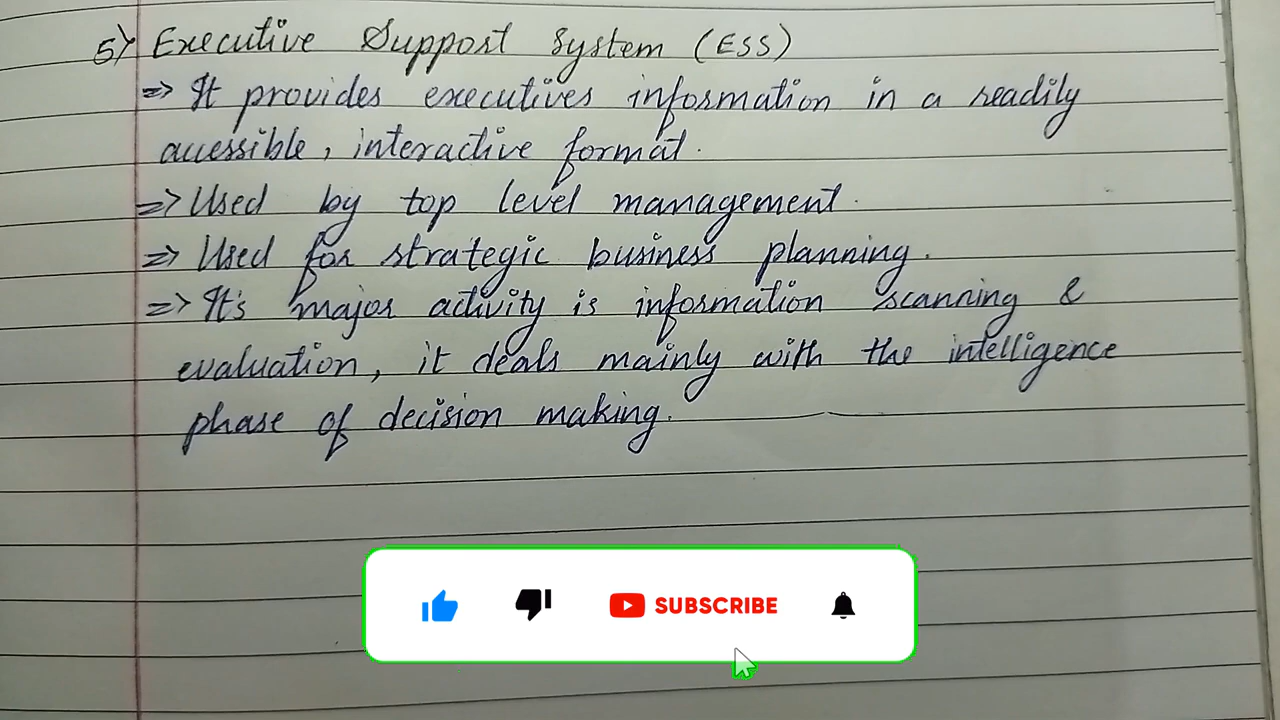 5> Executive Support System (ESS)
=> It provides executives information in a readily
accessible, interactive format.
=> Used by top level management.
=> Used for strategic business planning.
=> It's major activity is information scanning &
evaluation, it deals mainly with the intelligence
phase of decision making.
SUBSCRIBE